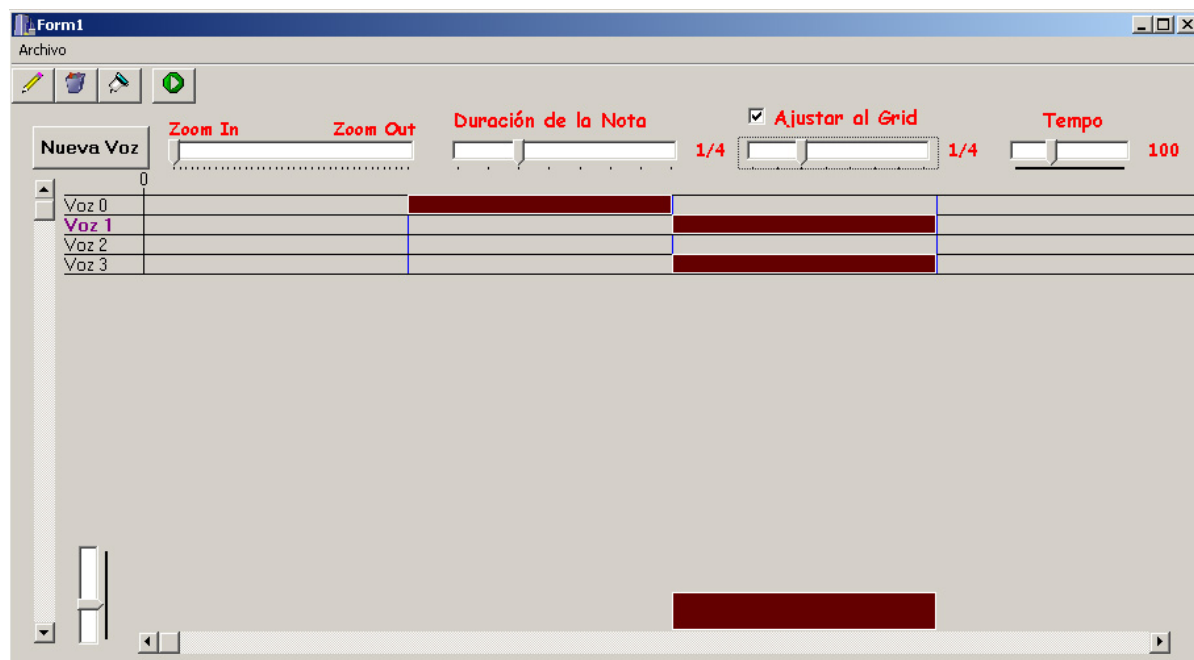 Form1
Archivo
Nueva Voz
Zoom In Zoom Out
Duración de la Nota
1/4
Ajustar al Grid
1/4
Tempo
100
0
Voz 0
Voz 1
Voz 2
Voz 3